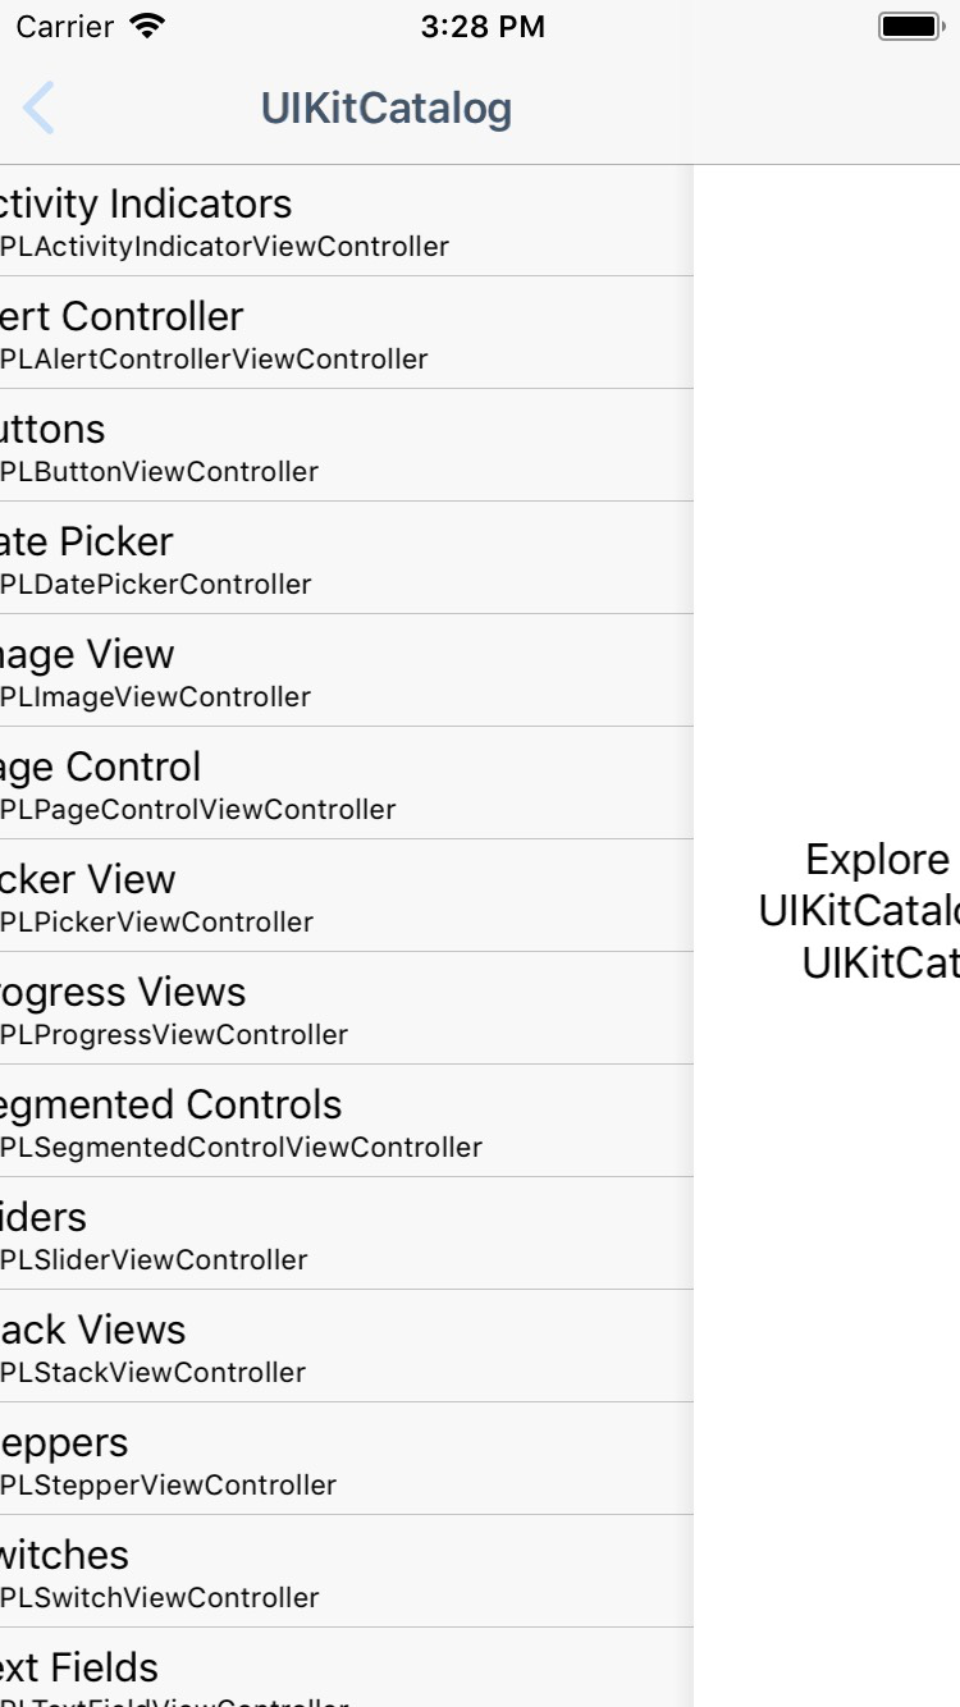 Carrier
3:28 PM
UIKitCatalog
ctivity Indicators
PLActivityIndicatorViewController
ert Controller
PLAlertControllerViewController
uttons
PLButtonViewController
ate Picker
PLDatePickerController
nage View
PLImageViewController
age Control
PLPageControlViewController
cker View
PLPickerViewController
rogress Views
PLProgressViewController
egmented Controls
PLSegmentedControlViewController
iders
PLSliderViewController
ack Views
PLStackViewController
eppers
PLStepperViewController
witches
PLSwitchViewController
ext Fields
PLTextFieldViewController
Explore
UIKitCatalo
UIKitCat